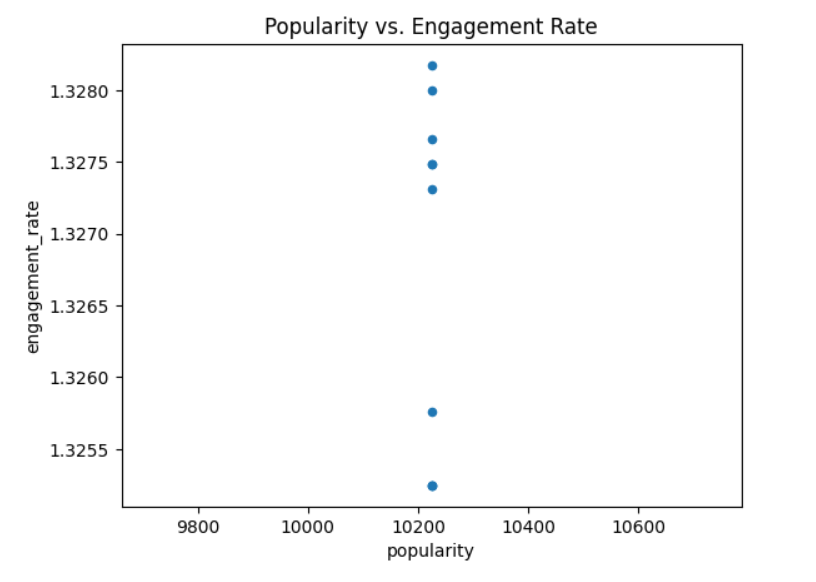 Popularity vs. Engagement Rate
1.3280
1.3275
1.3270
1.3265
1.3260
1.3255
engagement_rate
9800 10000 10200 10400 10600
popularity